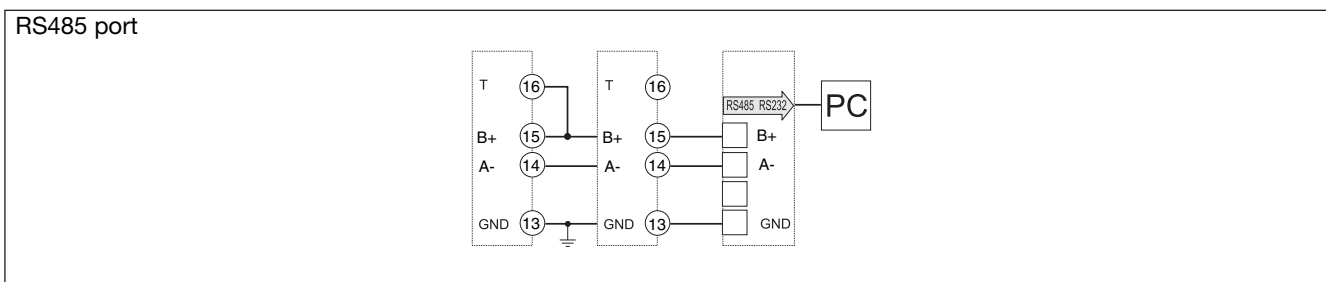 RS485 port
T 16 T 16
RS485 RS232 PC
B+ 15 B+ 15 B+
A- 14 A- 14 A-
GND 13 GND 13 GND